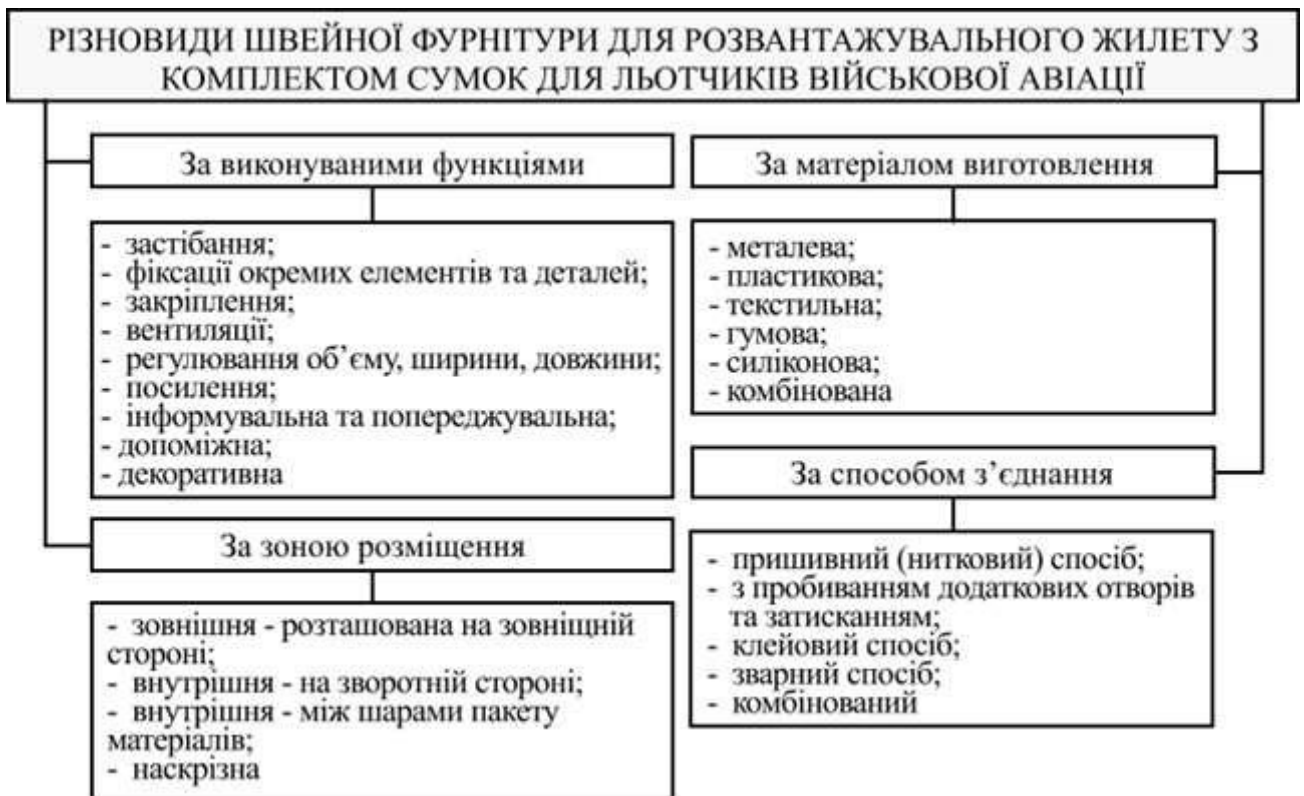 РІЗНОВИДИ ШВЕЙНОЇ ФУРНІТУРИ ДЛЯ РОЗВАНТАЖУВАЛЬНОГО ЖИЛЕТУ З
КОМПЛЕКТОМ СУМОК ДЛЯ ЛЬОТЧИКІВ ВІЙСЬКОВОЇ АВІАЦІЇ
За виконуваними функціями
- застібання;
- фіксації окремих елементів та деталей;
- закріплення;
- вентиляції;
- регулювання об’єму, ширини, довжини;
- посилення;
- інформувальна та попереджувальна;
- допоміжна;
- декоративна
За зоною розміщення
- зовнішня - розташована на зовніщній
стороні;
- внутрішня - на зворотній стороні;
- внутрішня - між шарами пакету
матеріалів;
- наскрізна
За матеріалом виготовлення
- металева;
- пластикова;
- текстильна;
- гумова;
- силіконова;
- комбінована
За способом з’єднання
- пришивний (нитковий) спосіб;
- з пробиванням додаткових отворів
та затисканням;
- клейовий спосіб;
- зварний спосіб;
- комбінований